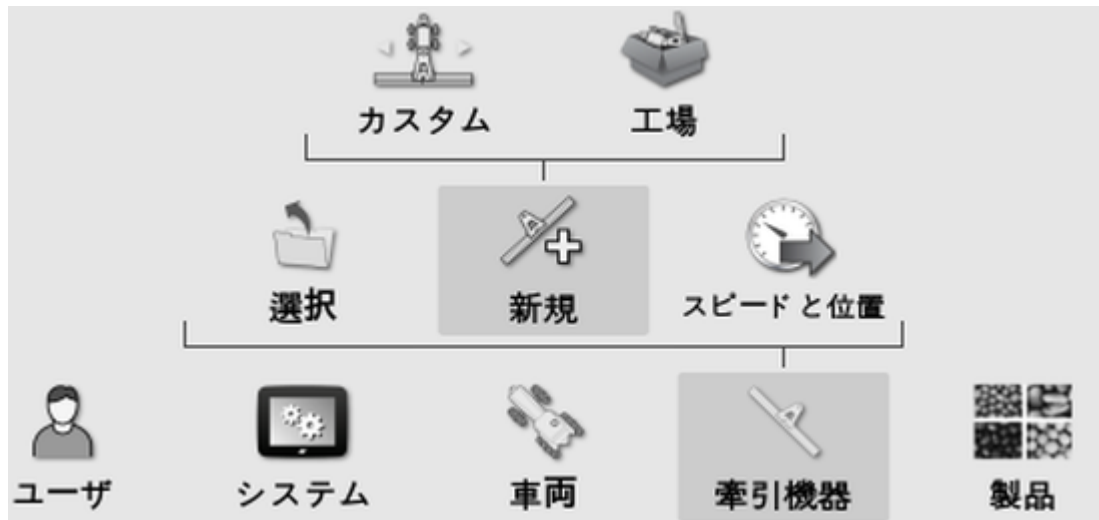 カスタム 工場
選択 新規 スピードと位置
ユーザ システム 車両 牽引機器 製品